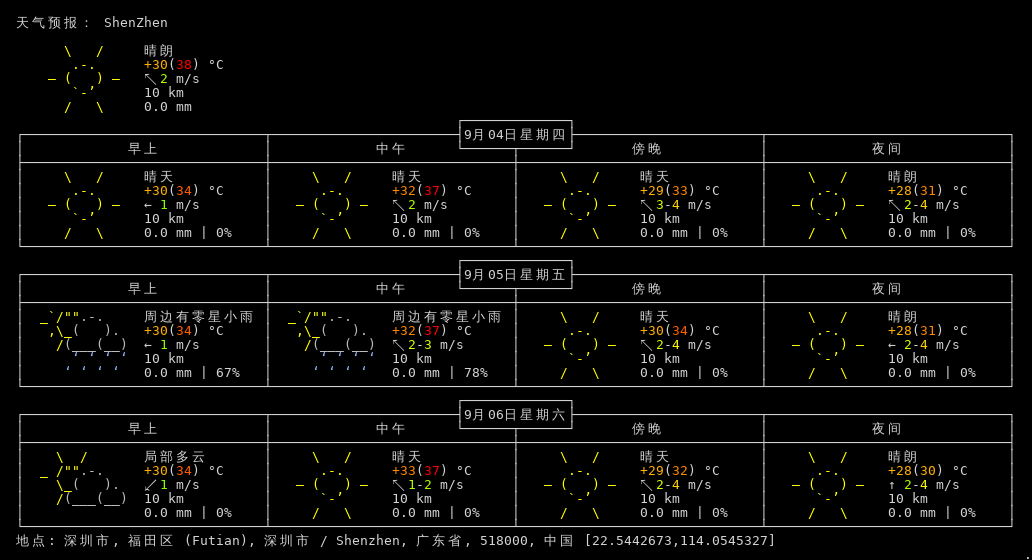 天气预报： ShenZhen
晴朗
+30(38) °C
↖ 2 m/s
10 km
0.0 mm
9月04日星期四
早上 中午 傍晚 夜间
晴天 晴天 晴天 晴朗
+30(34) °C +32(37) °C +29(33) °C +28(31) °C
← 1 m/s ↖ 2 m/s ↖ 3-4 m/s ↖ 2-4 m/s
10 km 10 km 10 km 10 km
0.0 mm | 0% 0.0 mm | 0% 0.0 mm | 0% 0.0 mm | 0%
9月05日星期五
早上 中午 傍晚 夜间
周边有零星小雨 周边有零星小雨 晴天 晴朗
+30(34) °C +32(37) °C +30(34) °C +28(31) °C
← 1 m/s ↖ 2-3 m/s ↖ 2-4 m/s ← 2-4 m/s
10 km 10 km 10 km 10 km
0.0 mm | 67% 0.0 mm | 78% 0.0 mm | 0% 0.0 mm | 0%
9月06日星期六
早上 中午 傍晚 夜间
局部多云 晴天 晴天 晴朗
+30(34) °C +33(37) °C +29(32) °C +28(30) °C
↙ 1 m/s ↖ 1-2 m/s ↖ 2-4 m/s ↑ 2-4 m/s
10 km 10 km 10 km 10 km
0.0 mm | 0% 0.0 mm | 0% 0.0 mm | 0% 0.0 mm | 0%
地点: 深圳市, 福田区 (Futian), 深圳市 / Shenzhen, 广东省, 518000, 中国 [22.5442673,114.0545327]